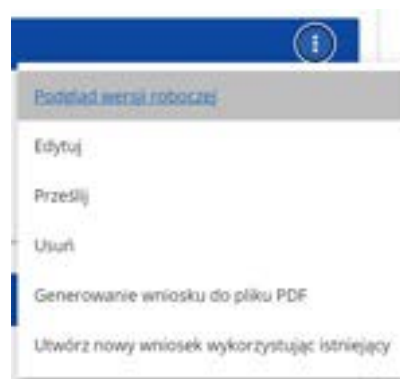 Podgląd wersji roboczej
Edytuj
Prześlij
Usuń
Generowanie wniosku do pliku PDF
Utwórz nowy wniosek wykorzystując istniejący